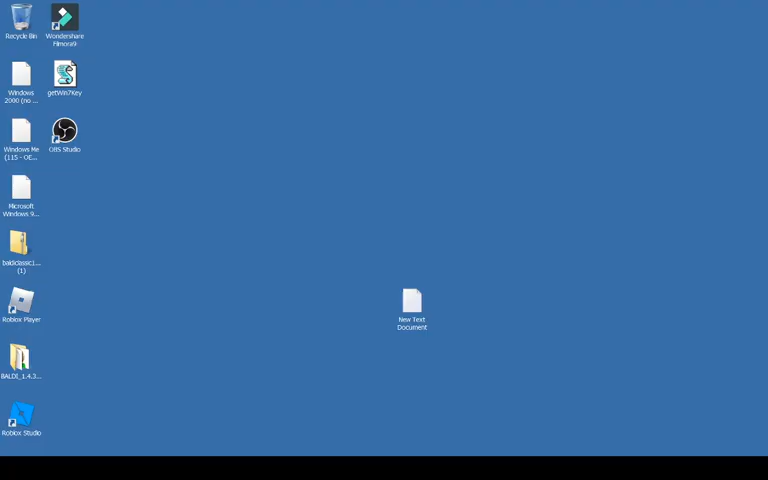 Recycle Bin
Wondershare
Filmora9
Windows
2000 (no ...
getWin7Key
Windows Me
(115 - OE...
OBS Studio
Microsoft
Windows 9...
baldiclassic...
(1)
Roblox Player
New Text
Document
BALDI_1.4.3...
Roblox Studio